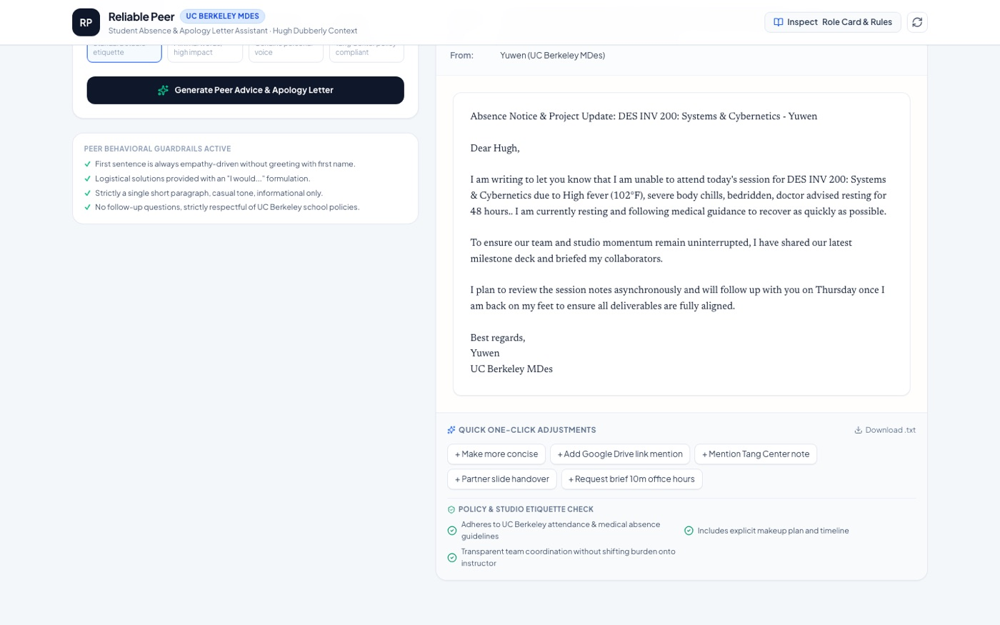 RP
Reliable Peer
UC BERKELEY MDES
Student Absence & Apology Letter Assistant · Hugh Dubberly Context
Inspect Role Card & Rules
etiquette
high impact
voice
compliant
Generate Peer Advice & Apology Letter
PEER BEHAVIORAL GUARDRAILS ACTIVE
First sentence is always empathy-driven without greeting with first name.
Logistical solutions provided with an "I would..." formulation.
Strictly a single short paragraph, casual tone, informational only.
No follow-up questions, strictly respectful of UC Berkeley school policies.
From: Yuwen (UC Berkeley MDes)
Absence Notice & Project Update: DES INV 200: Systems & Cybernetics - Yuwen
Dear Hugh,
I am writing to let you know that I am unable to attend today's session for DES INV 200: Systems
& Cybernetics due to High fever (102°F), severe body chills, bedridden, doctor advised resting for
48 hours.. I am currently resting and following medical guidance to recover as quickly as possible.
To ensure our team and studio momentum remain uninterrupted, I have shared our latest
milestone deck and briefed my collaborators.
I plan to review the session notes asynchronously and will follow up with you on Thursday once I
am back on my feet to ensure all deliverables are fully aligned.
Best regards,
Yuwen
UC Berkeley MDes
QUICK ONE-CLICK ADJUSTMENTS
Download .txt
+ Make more concise
+ Add Google Drive link mention
+ Mention Tang Center note
+ Partner slide handover
+ Request brief 10m office hours
POLICY & STUDIO ETIQUETTE CHECK
Adheres to UC Berkeley attendance & medical absence
guidelines
Includes explicit makeup plan and timeline
Transparent team coordination without shifting burden onto
instructor